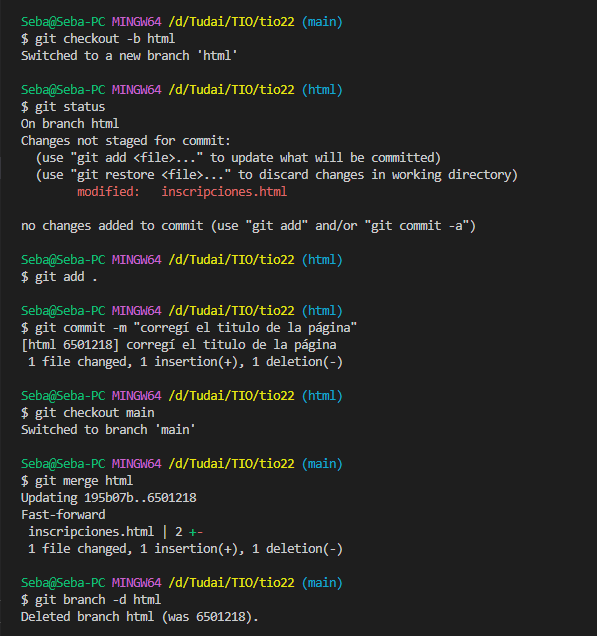 Seba@Seba-PC MINGW64 /d/Tudai/TIO/tio22 (main)
$ git checkout -b html
Switched to a new branch 'html'
Seba@Seba-PC MINGW64 /d/Tudai/TIO/tio22 (html)
$ git status
On branch html
Changes not staged for commit:
  (use "git add <file>..." to update what will be committed)
  (use "git restore <file>..." to discard changes in working directory)
        modified:   inscripciones.html
no changes added to commit (use "git add" and/or "git commit -a")
Seba@Seba-PC MINGW64 /d/Tudai/TIO/tio22 (html)
$ git add .
Seba@Seba-PC MINGW64 /d/Tudai/TIO/tio22 (html)
$ git commit -m "corregí el titulo de la página"
[html 6501218] corregí el titulo de la página
 1 file changed, 1 insertion(+), 1 deletion(-)
Seba@Seba-PC MINGW64 /d/Tudai/TIO/tio22 (html)
$ git checkout main
Switched to branch 'main'
Seba@Seba-PC MINGW64 /d/Tudai/TIO/tio22 (main)
$ git merge html
Updating 195b07b..6501218
Fast-forward
 inscripciones.html | 2 +-
 1 file changed, 1 insertion(+), 1 deletion(-)
Seba@Seba-PC MINGW64 /d/Tudai/TIO/tio22 (main)
$ git branch -d html
Deleted branch html (was 6501218).